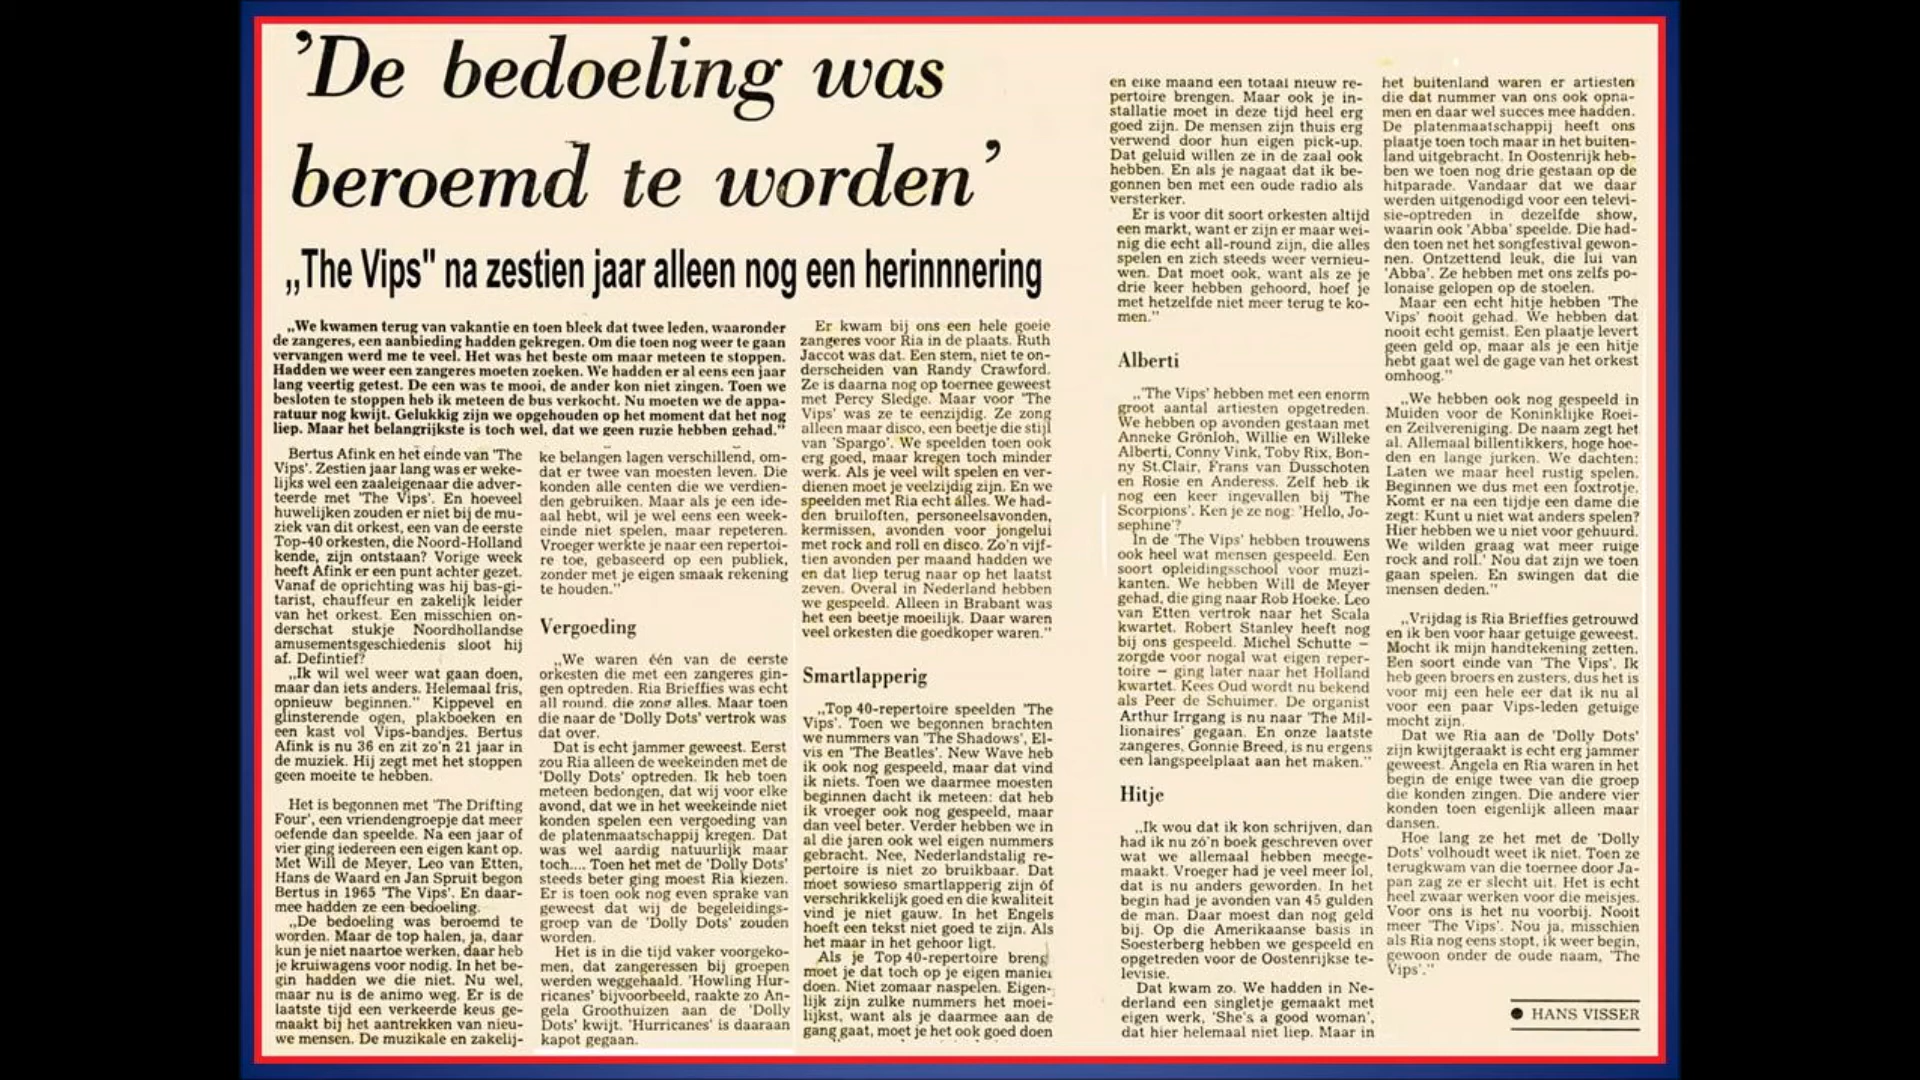 ’De bedoeling was
beroemd te worden’
„The Vips" na zestien jaar alleen nog een herinnnering
„We kwamen terug van vakantie en toen bleek dat twee leden, waaronder
de zangeres, een aanbieding hadden gekregen. Om die toen nog weer te gaan
vervangen werd me te veel. Het was het beste om maar meteen te stoppen.
Hadden we weer een zangeres moeten zoeken. We hadden er al eens een jaar
lang veertig getest. De een was te mooi, de ander kon niet zingen. Toen we
besloten te stoppen heb ik meteen de bus verkocht. Nu moeten we de appa-
ratuur nog kwijt. Gelukkig zijn we opgehouden op het moment dat het nog
liep. Maar het belangrijkste is toch wel, dat we geen ruzie hebben gehad."
Bertus Afink en het einde van 'The
Vips'. Zestien jaar lang was er weke-
lijks wel een zaaleigenaar die adver-
teerde met 'The Vips'. En hoeveel
huwelijken zouden er niet bij de mu-
ziek van dit orkest, een van de eerste
Top-40 orkesten, die Noord-Holland
kende, zijn ontstaan? Vorige week
heeft Afink er een punt achter gezet.
Vanaf de oprichting was hij bas-gi-
tarist, chauffeur en zakelijk leider
van het orkest. Een misschien on-
derschat stukje Noordhollandse
amusementsgeschiedenis sloot hij
af. Defintief?
„Ik wil wel weer wat gaan doen,
maar dan iets anders. Helemaal fris,
opnieuw beginnen." Kippevel en
glinsterende ogen, plakboeken en
een kast vol Vips-bandjes. Bertus
Afink is nu 36 en zit zo'n 21 jaar in
de muziek. Hij zegt met het stoppen
geen moeite te hebben.
Het is begonnen met 'The Drifting
Four', een vriendengroepje dat meer
oefende dan speelde. Na een jaar of
vier ging iedereen een eigen kant op.
Met Will de Meyer, Leo van Etten,
Hans de Waard en Jan Spruit begon
Bertus in 1965 'The Vips'. En daar-
mee hadden ze een bedoeling.
„De bedoeling was beroemd te
worden. Maar de top halen, ja, daar
kun je niet naartoe werken, daar heb
je kruiwagens voor nodig. In het be-
gin hadden we die niet. Nu wel,
maar nu is de animo weg. Er is de
laatste tijd een verkeerde keus ge-
maakt bij het aantrekken van nieu-
we mensen. De muzikale en zakelij-
ke belangen lagen verschillend, om-
dat er twee van moesten leven. Die
konden alle centen die we verdien-
den gebruiken. Maar als je een ide-
aal hebt, wil je wel eens een week-
einde niet spelen, maar repeteren.
Vroeger werkte je naar een repertoi-
re toe, gebaseerd op een publiek,
zonder met je eigen smaak rekening
te houden."
Vergoeding
„We waren één van de eerste
orkesten die met een zangeres gin-
gen optreden. Ria Brieffies was echt
all round, die zong alles. Maar toen
die naar de 'Dolly Dots' vertrok was
dat over.
Dat is echt jammer geweest. Eerst
zou Ria alleen de weekeinden met de
'Dolly Dots' optreden. Ik heb toen
meteen bedongen, dat wij voor elke
avond, dat we in het weekeinde niet
konden spelen een vergoeding van
de platenmaatschappij kregen. Dat
was wel aardig natuurlijk maar
toch.... Toen het met de 'Dolly Dots'
steeds beter ging moest Ria kiezen.
Er is toen ook nog even sprake van
geweest dat wij de begeleidings-
groep van de 'Dolly Dots' zouden
worden.
Het is in die tijd vaker voorgeko-
men, dat zangeressen bij groepen
werden weggehaald. 'Howling Hur-
ricanes' bijvoorbeeld, raakte zo An-
gela Groothuizen aan de 'Dolly
Dots' kwijt. 'Hurricanes' is daaraan
kapot gegaan.
Er kwam bij ons een hele goeie
zangeres voor Ria in de plaats. Ruth
Jaccot was dat. Een stem, niet te on-
derscheiden van Randy Crawford.
Ze is daarna nog op toernee geweest
met Percy Sledge. Maar voor 'The
Vips' was ze te eenzijdig. Ze zong
alleen maar disco, een beetje die stijl
van 'Spargo'. We speelden toen ook
erg goed, maar kregen toch minder
werk. Als je veel wilt spelen en ver-
dienen moet je veelzijdig zijn. En we
speelden met Ria echt álles. We had-
den bruiloften, personeelsavonden,
kermissen, avonden voor jongelui
met rock and roll en disco. Zo'n vijf-
tien avonden per maand hadden we
en dat liep terug naar op het laatst
zeven. Overal in Nederland hebben
we gespeeld. Alleen in Brabant was
het een beetje moeilijk. Daar waren
veel orkesten die goedkoper waren."
Smartlapperig
„Top 40-repertoire speelden 'The
Vips'. Toen we begonnen brachten
we nummers van 'The Shadows', El-
vis en 'The Beatles'. New Wave heb
ik ook nog gespeeld, maar dat vind
ik niets. Toen we daarmee moesten
beginnen dacht ik meteen: dat heb
ik vroeger ook nog gespeeld, maar
dan veel beter. Verder hebben we in
al die jaren ook wel eigen nummers
gebracht. Nee, Nederlandstalig re-
pertoire is niet zo bruikbaar. Dat
moet sowieso smartlapperig zijn óf
verschrikkelijk goed en die kwaliteit
vind je niet gauw. In het Engels
hoeft een tekst niet goed te zijn. Als
het maar in het gehoor ligt.
Als je Top 40-repertoire breng
moet je dat toch op je eigen manier
doen. Niet zomaar naspelen. Eigen-
lijk zijn zulke nummers het moei-
lijkst, want als je daarmee aan de
gang gaat, moet je het ook goed doen
en elke maand een totaal nieuw re-
pertoire brengen. Maar ook je in-
stallatie moet in deze tijd heel erg
goed zijn. De mensen zijn thuis erg
verwend door hun eigen pick-up.
Dat geluid willen ze in de zaal ook
hebben. En als je nagaat dat ik be-
gonnen ben met een oude radio als
versterker.
Er is voor dit soort orkesten altijd
een markt, want er zijn er maar wei-
nig die echt all-round zijn, die alles
spelen en zich steeds weer vernieu-
wen. Dat moet ook, want als ze je
drie keer hebben gehoord, hoef je
met hetzelfde niet meer terug te ko-
men."
Alberti
„'The Vips' hebben met een enorm
groot aantal artiesten opgetreden.
We hebben op avonden gestaan met
Anneke Grönloh, Willie en Willeke
Alberti, Conny Vink, Toby Rix, Bon-
ny St.Clair, Frans van Dusschoten
en Rosie en Anderess. Zelf heb ik
nog een keer ingevallen bij 'The
Scorpions'. Ken je ze nog: 'Hello, Jo-
sephine'?
In de 'The Vips' hebben trouwens
ook heel wat mensen gespeeld. Een
soort opleidingsschool voor muzi-
kanten. We hebben Will de Meyer
gehad, die ging naar Rob Hoeke. Leo
van Etten vertrok naar het Scala
kwartet. Robert Stanley heeft nog
bij ons gespeeld. Michel Schutte –
zorgde voor nogal wat eigen reper-
toire – ging later naar het Holland
kwartet. Kees Oud wordt nu bekend
als Peer de Schuimer. De organist
Arthur Irrgang is nu naar 'The Mil-
lionaires' gegaan. En onze laatste
zangeres, Gonnie Breed, is nu ergens
een langspeelplaat aan het maken."
Hitje
„Ik wou dat ik kon schrijven, dan
had ik nu zó'n boek geschreven over
wat we allemaal hebben meege-
maakt. Vroeger had je veel meer lol,
dat is nu anders geworden. In het
begin had je avonden van 45 gulden
de man. Daar moest dan nog geld
bij. Op die Amerikaanse basis in
Soesterberg hebben we gespeeld en
opgetreden voor de Oostenrijkse te-
levisie.
Dat kwam zo. We hadden in Ne-
derland een singletje gemaakt met
eigen werk, 'She's a good woman',
dat hier helemaal niet liep. Maar in
het buitenland waren er artiesten
die dat nummer van ons ook opna-
men en daar wel succes mee hadden.
De platenmaatschappij heeft ons
plaatje toen toch maar in het buiten-
land uitgebracht. In Oostenrijk heb-
ben we toen nog drie gestaan op de
hitparade. Vandaar dat we daar
werden uitgenodigd voor een televi-
sie-optreden in dezelfde show,
waarin ook 'Abba' speelde. Die had-
den toen net het songfestival gewon-
nen. Ontzettend leuk, die lui van
'Abba'. Ze hebben met ons zelfs po-
lonaise gelopen op de stoelen.
Maar een echt hitje hebben 'The
Vips' nooit gehad. We hebben dat
nooit echt gemist. Een plaatje levert
geen geld op, maar als je een hitje
hebt gaat wel de gage van het orkest
omhoog."
„We hebben ook nog gespeeld in
Muiden voor de Koninklijke Roei-
en Zeilvereniging. De naam zegt het
al. Allemaal billentikkers, hoge hoe-
den en lange jurken. We dachten:
Laten we maar heel rustig spelen.
Beginnen we dus met een foxtrotje.
Komt er na een tijdje een dame die
zegt: Kunt u niet wat anders spelen?
Hier hebben we u niet voor gehuurd.
We wilden graag wat meer ruige
rock and roll.' Nou dat zijn we toen
gaan spelen. En swingen dat die
mensen deden."
„Vrijdag is Ria Brieffies getrouwd
en ik ben voor haar getuige geweest.
Mocht ik mijn handtekening zetten.
Een soort einde van 'The Vips'. Ik
heb geen broers en zusters, dus het is
voor mij een hele eer dat ik nu al
voor een paar Vips-leden getuige
mocht zijn.
Dat we Ria aan de 'Dolly Dots'
zijn kwijtgeraakt is echt erg jammer
geweest. Angela en Ria waren in het
begin de enige twee van die groep
die konden zingen. Die andere vier
konden toen eigenlijk alleen maar
dansen.
Hoe lang ze het met de 'Dolly
Dots' volhoudt weet ik niet. Toen ze
terugkwam van die toernee door Ja-
pan zag ze er slecht uit. Het is echt
heel zwaar werken voor die meisjes.
Voor ons is het nu voorbij. Nooit
meer 'The Vips'. Nou ja, misschien
als Ria nog eens stopt, ik weer begin,
gewoon onder de oude naam, 'The
Vips'."
● HANS VISSER